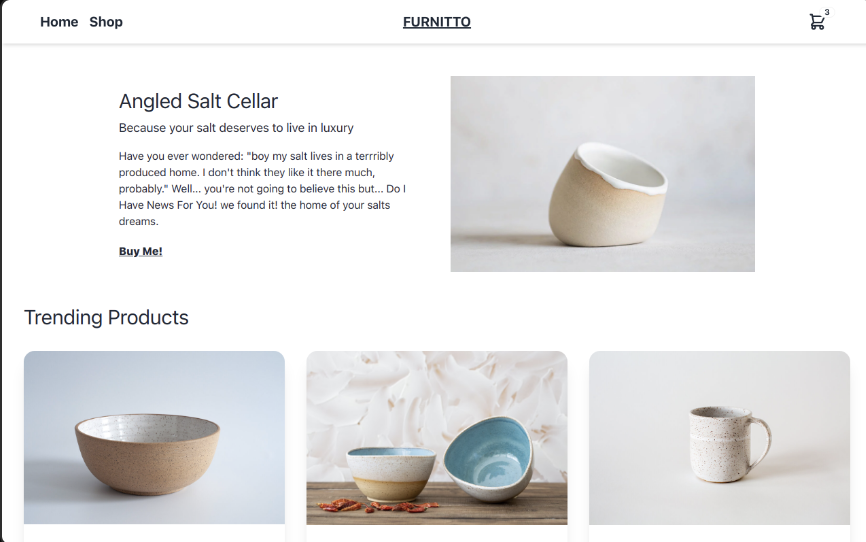 Home Shop FURNITTO 3
Angled Salt Cellar
Because your salt deserves to live in luxury
Have you ever wondered: "boy my salt lives in a terrribly
produced home. I don't think they like it there much,
probably." Well... you're not going to believe this but... Do I
Have News For You! we found it! the home of your salts
dreams.
Buy Me!
Trending Products